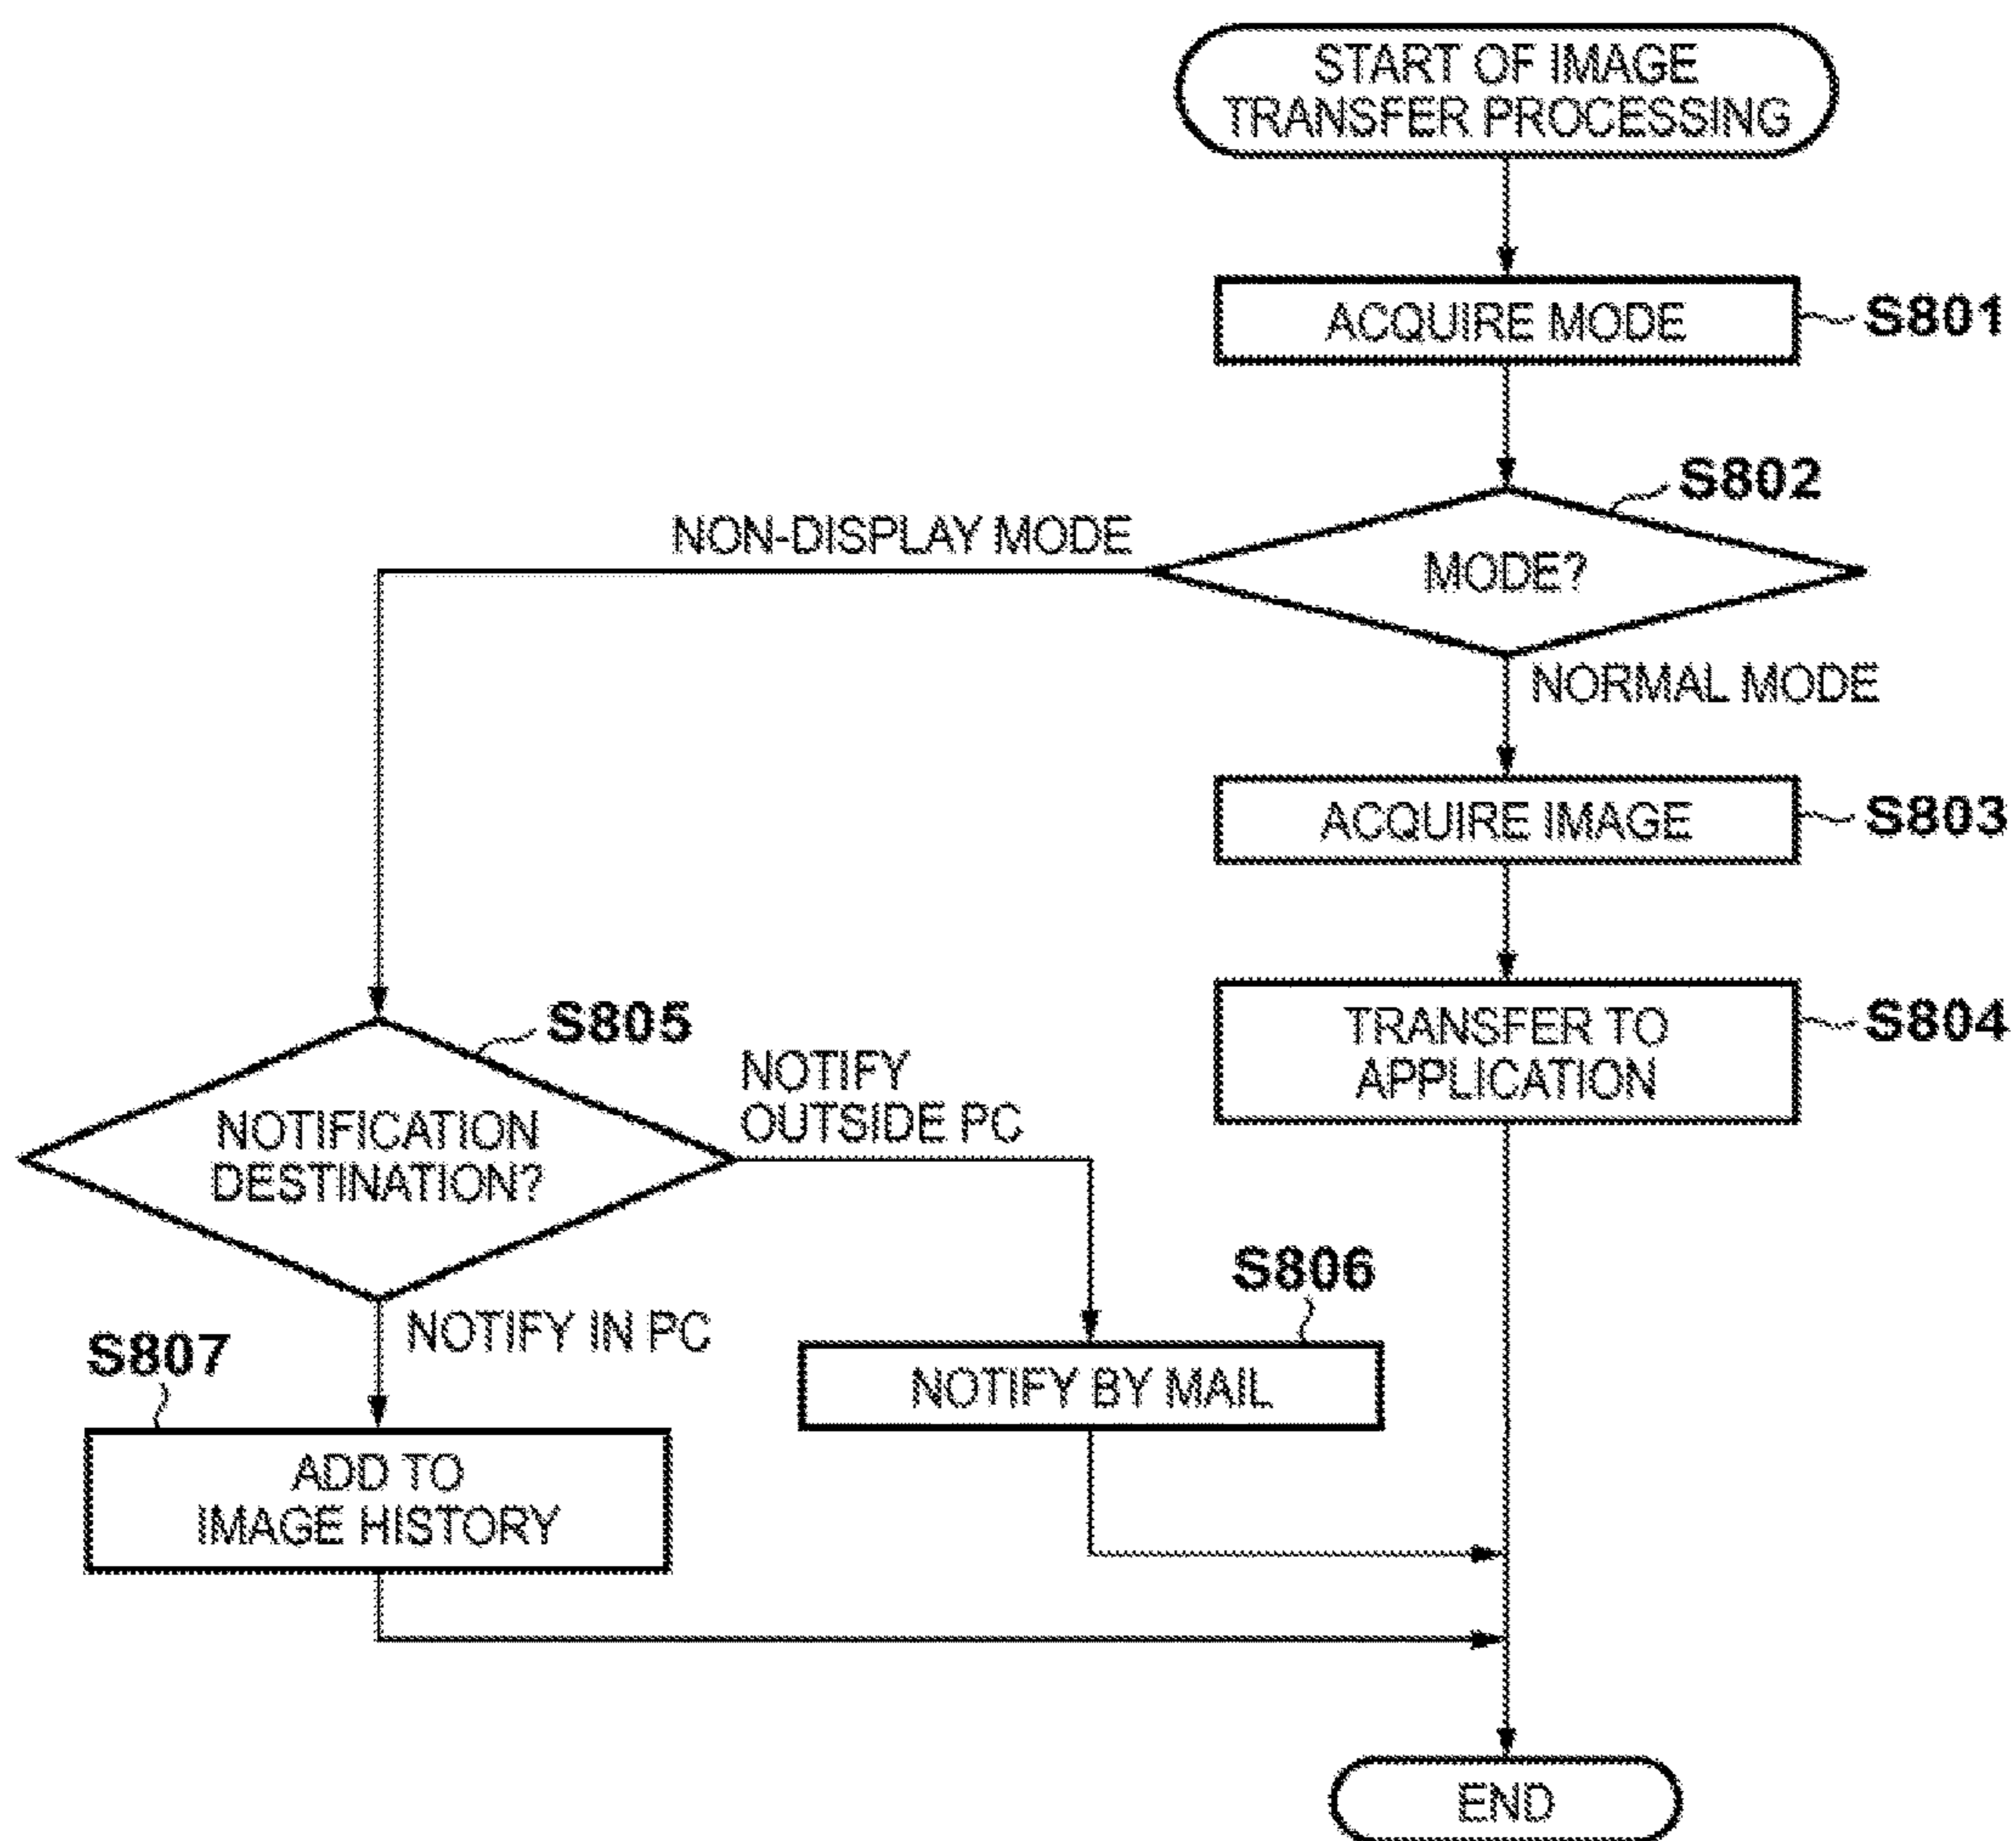 START OF IMAGE
TRANSFER PROCESSING
ACQUIRE MODE
S801
S802
NON-DISPLAY MODE
MODE?
NORMAL MODE
ACQUIRE IMAGE
S803
TRANSFER TO
APPLICATION
S804
S805
NOTIFICATION
DESTINATION?
NOTIFY
OUTSIDE PC
S806
NOTIFY BY MAIL
NOTIFY IN PC
S807
ADD TO
IMAGE HISTORY
END